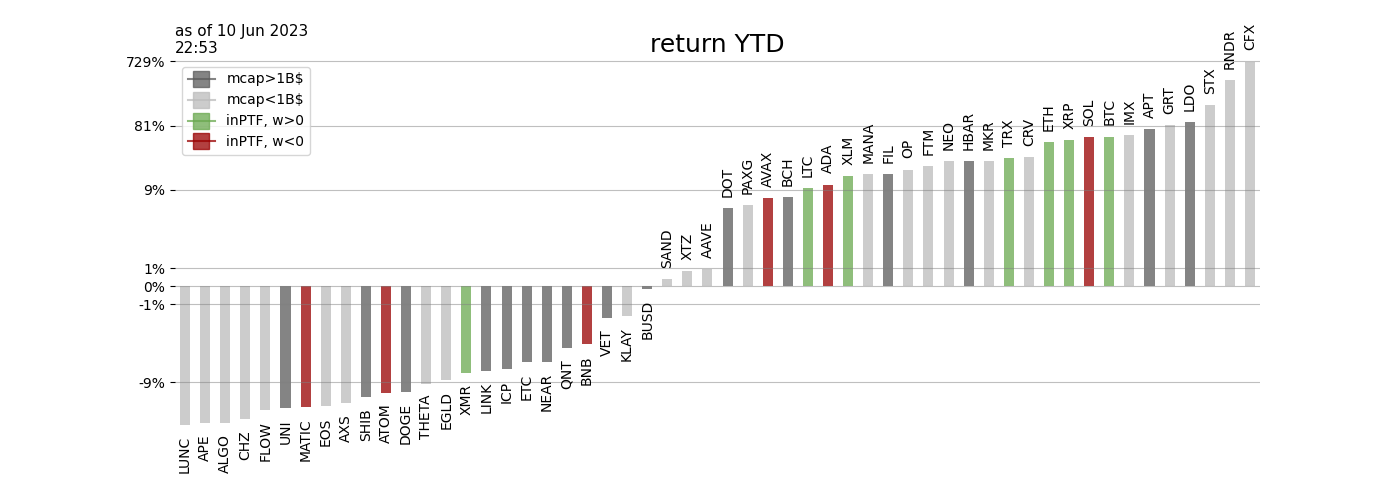 as of 10 Jun 2023
22:53
return YTD
729%
81%
9%
1%
0%
-1%
-9%
mcap>1B$
mcap<1B$
inPTF, w>0
inPTF, w<0
LUNC
APE
ALGO
CHZ
FLOW
UNI
MATIC
EOS
AXS
SHIB
ATOM
DOGE
THETA
EGLD
XMR
LINK
ICP
ETC
NEAR
QNT
BNB
VET
KLAY
BUSD
SAND
XTZ
AAVE
DOT
PAXG
AVAX
BCH
LTC
ADA
XLM
MANA
FIL
OP
FTM
NEO
HBAR
MKR
TRX
CRV
ETH
XRP
SOL
BTC
IMX
APT
GRT
LDO
STX
RNDR
CFX